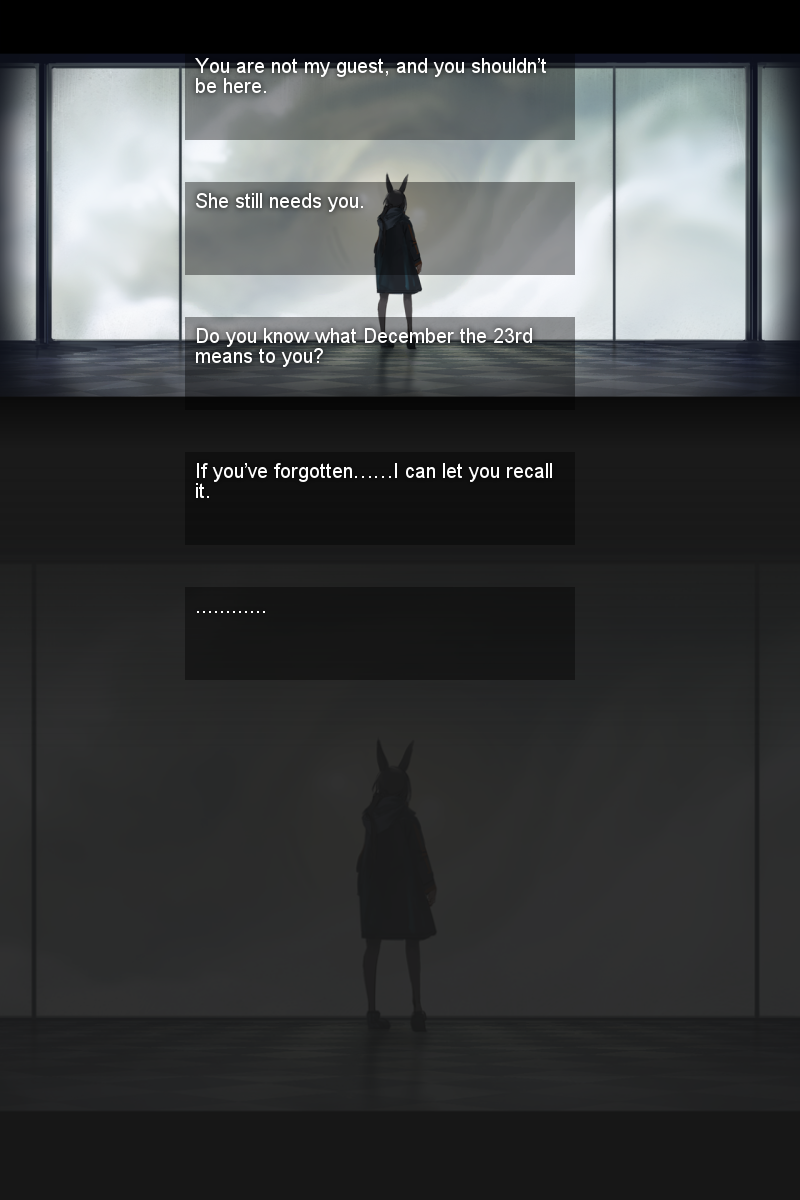 You are not my guest, and you shouldn't
be here.
She still needs you.
Do you know what December the 23rd
means to you?
If you've forgotten……I can let you recall
it.
…………